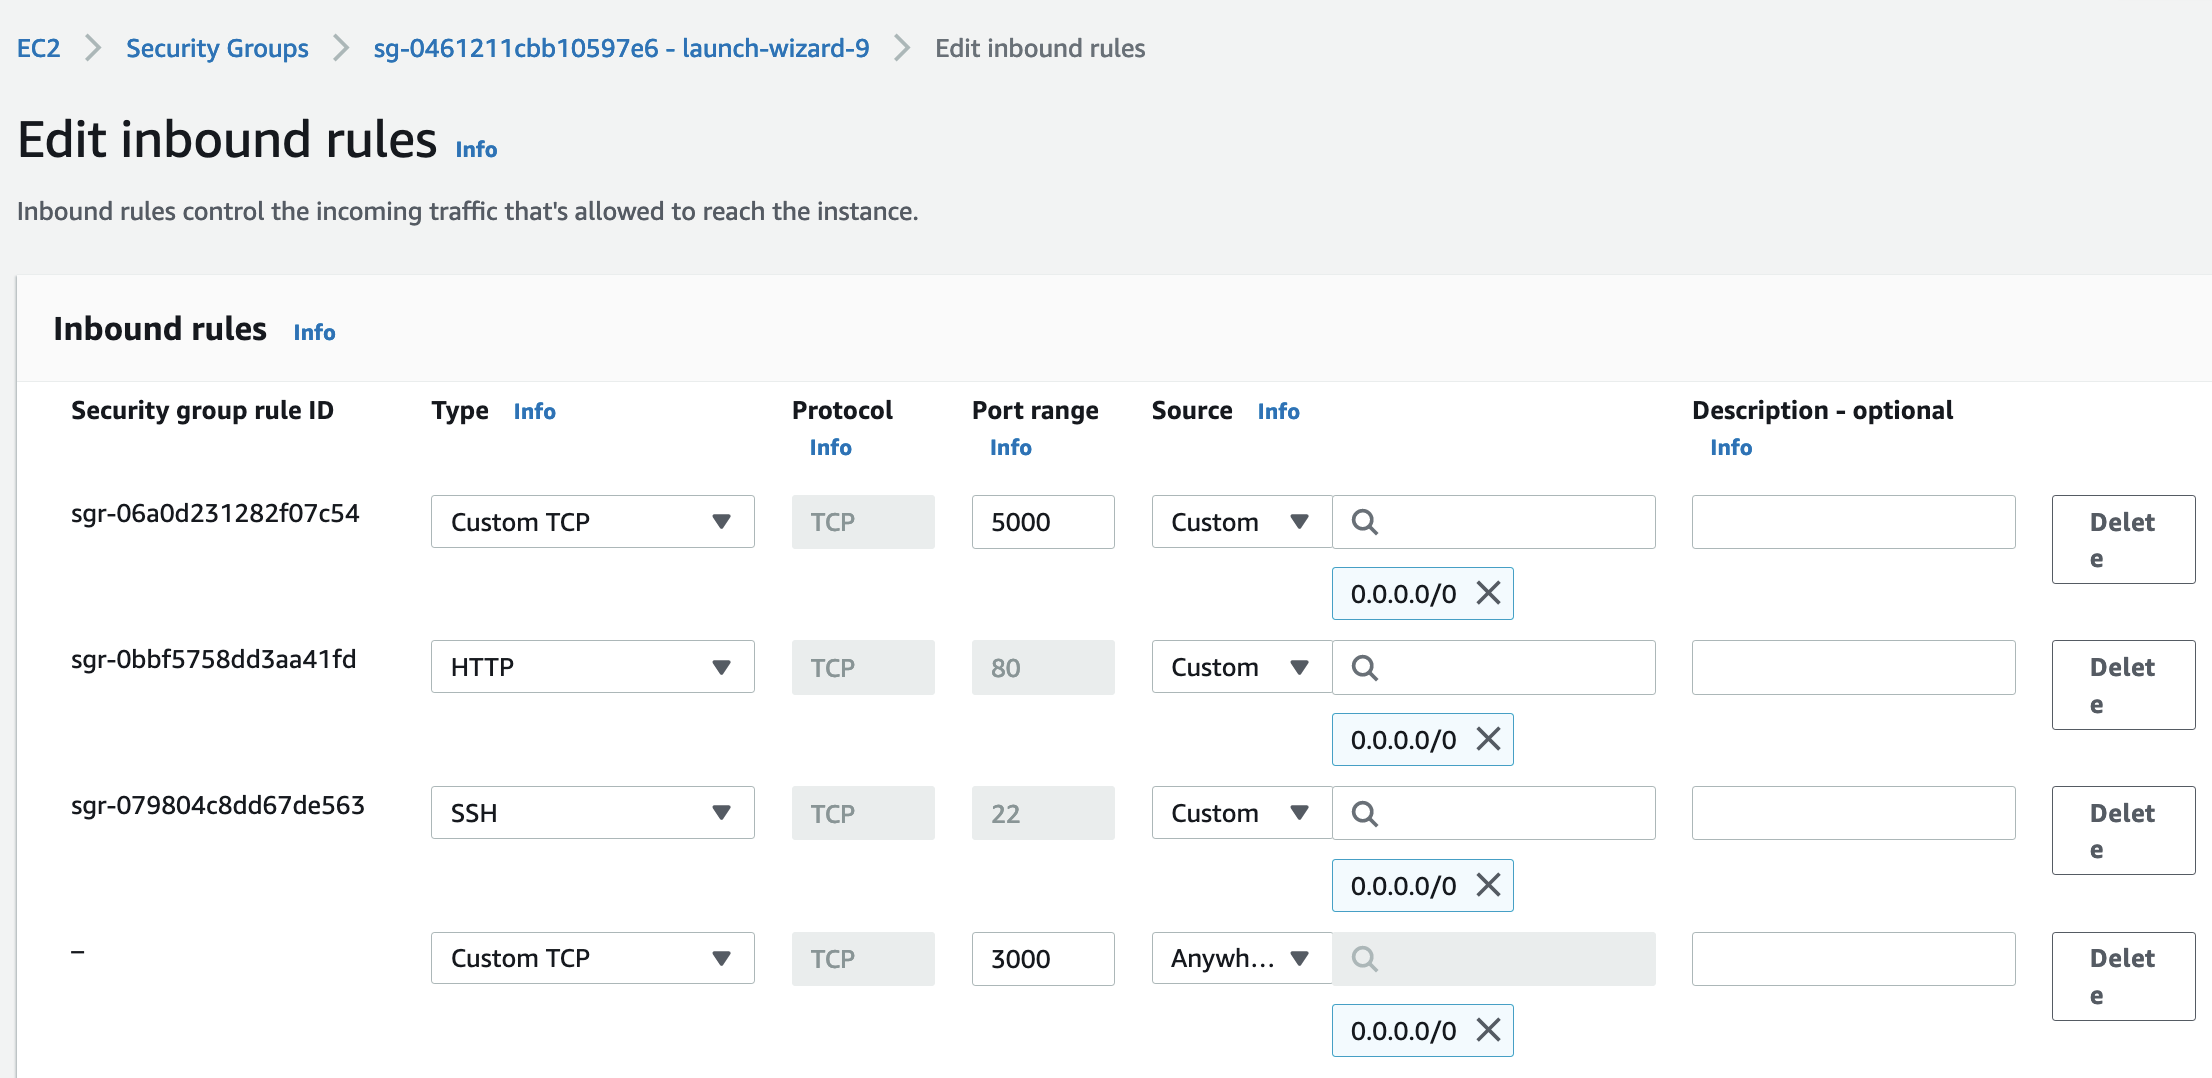 EC2 Security Groups sg-0461211cbb10597e6 - launch-wizard-9 Edit inbound rules
Edit inbound rules Info
Inbound rules control the incoming traffic that's allowed to reach the instance.
Inbound rules Info
Security group rule ID Type Info Protocol Info Port range Info Source Info Description - optional Info
sgr-06a0d231282f07c54 Custom TCP TCP 5000 Custom Delet
e
0.0.0.0/0
sgr-0bbf5758dd3aa41fd HTTP TCP 80 Custom Delet
e
0.0.0.0/0
sgr-079804c8dd67de563 SSH TCP 22 Custom Delet
e
0.0.0.0/0
– Custom TCP TCP 3000 Anywh... Delet
e
0.0.0.0/0